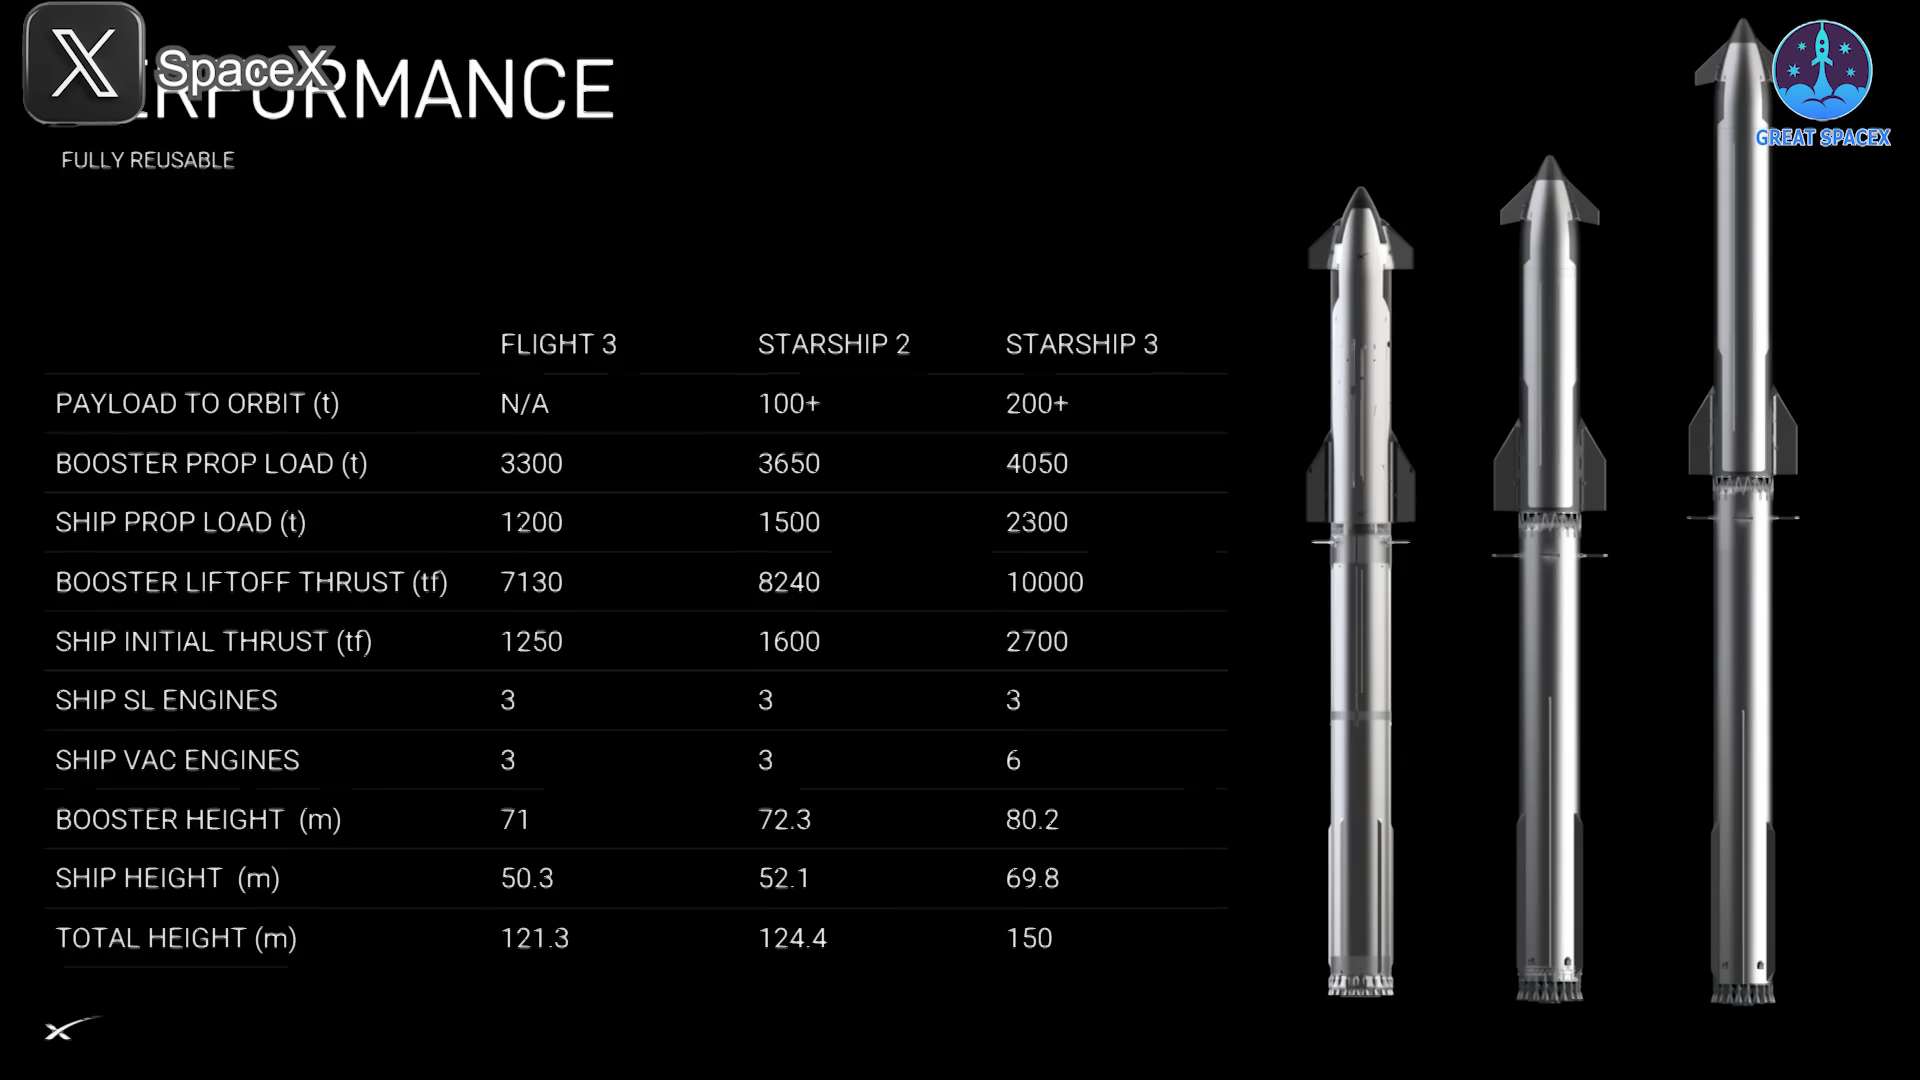 X SpaceX
PERFORMANCE
FULLY REUSABLE
GREAT SPACEX
FLIGHT 3 STARSHIP 2 STARSHIP 3
PAYLOAD TO ORBIT (t) N/A 100+ 200+
BOOSTER PROP LOAD (t) 3300 3650 4050
SHIP PROP LOAD (t) 1200 1500 2300
BOOSTER LIFTOFF THRUST (tf) 7130 8240 10000
SHIP INITIAL THRUST (tf) 1250 1600 2700
SHIP SL ENGINES 3 3 3
SHIP VAC ENGINES 3 3 6
BOOSTER HEIGHT (m) 71 72.3 80.2
SHIP HEIGHT (m) 50.3 52.1 69.8
TOTAL HEIGHT (m) 121.3 124.4 150